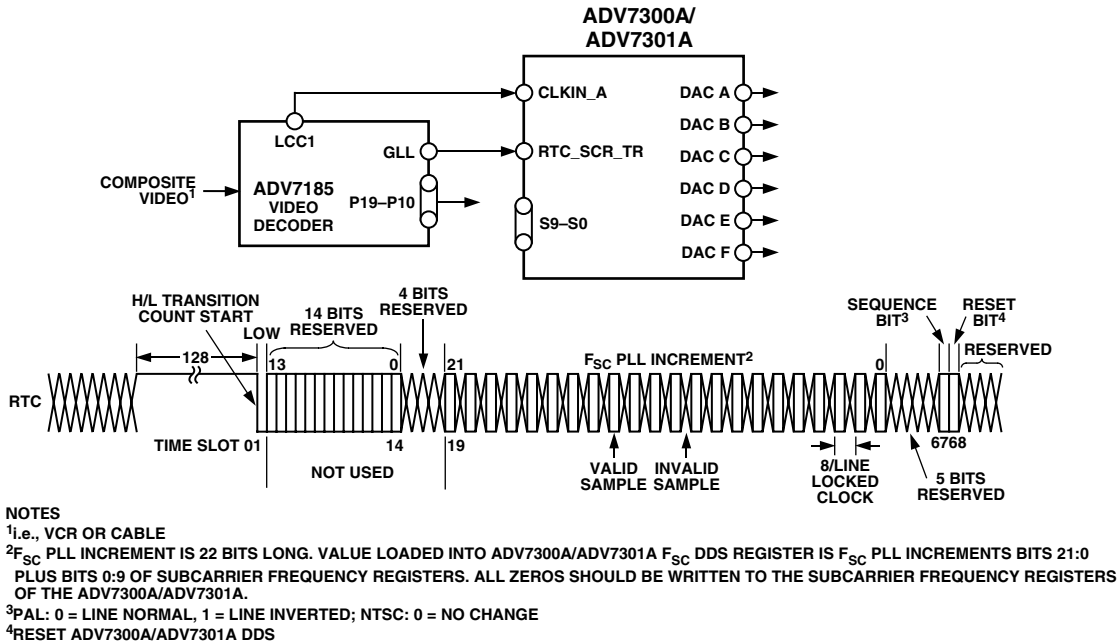 ADV7300A/
ADV7301A
CLKIN_A
DAC A
DAC B
LCC1
GLL
RTC_SCR_TR
DAC C
COMPOSITE
VIDEO1
ADV7185
VIDEO
DECODER
P19–P10
DAC D
S9–S0
DAC E
DAC F
H/L TRANSITION
COUNT START
LOW
14 BITS
RESERVED
4 BITS
RESERVED
SEQUENCE
BIT3
RESET
BIT4
RESERVED
128
13
0
21
FSC PLL INCREMENT2
0
RTC
TIME SLOT 01
14
19
6768
NOT USED
VALID
SAMPLE
INVALID
SAMPLE
8/LINE
LOCKED
CLOCK
5 BITS
RESERVED
NOTES
1i.e., VCR OR CABLE
2FSC PLL INCREMENT IS 22 BITS LONG. VALUE LOADED INTO ADV7300A/ADV7301A FSC DDS REGISTER IS FSC PLL INCREMENTS BITS 21:0
PLUS BITS 0:9 OF SUBCARRIER FREQUENCY REGISTERS. ALL ZEROS SHOULD BE WRITTEN TO THE SUBCARRIER FREQUENCY REGISTERS
OF THE ADV7300A/ADV7301A.
3PAL: 0 = LINE NORMAL, 1 = LINE INVERTED; NTSC: 0 = NO CHANGE
4RESET ADV7300A/ADV7301A DDS